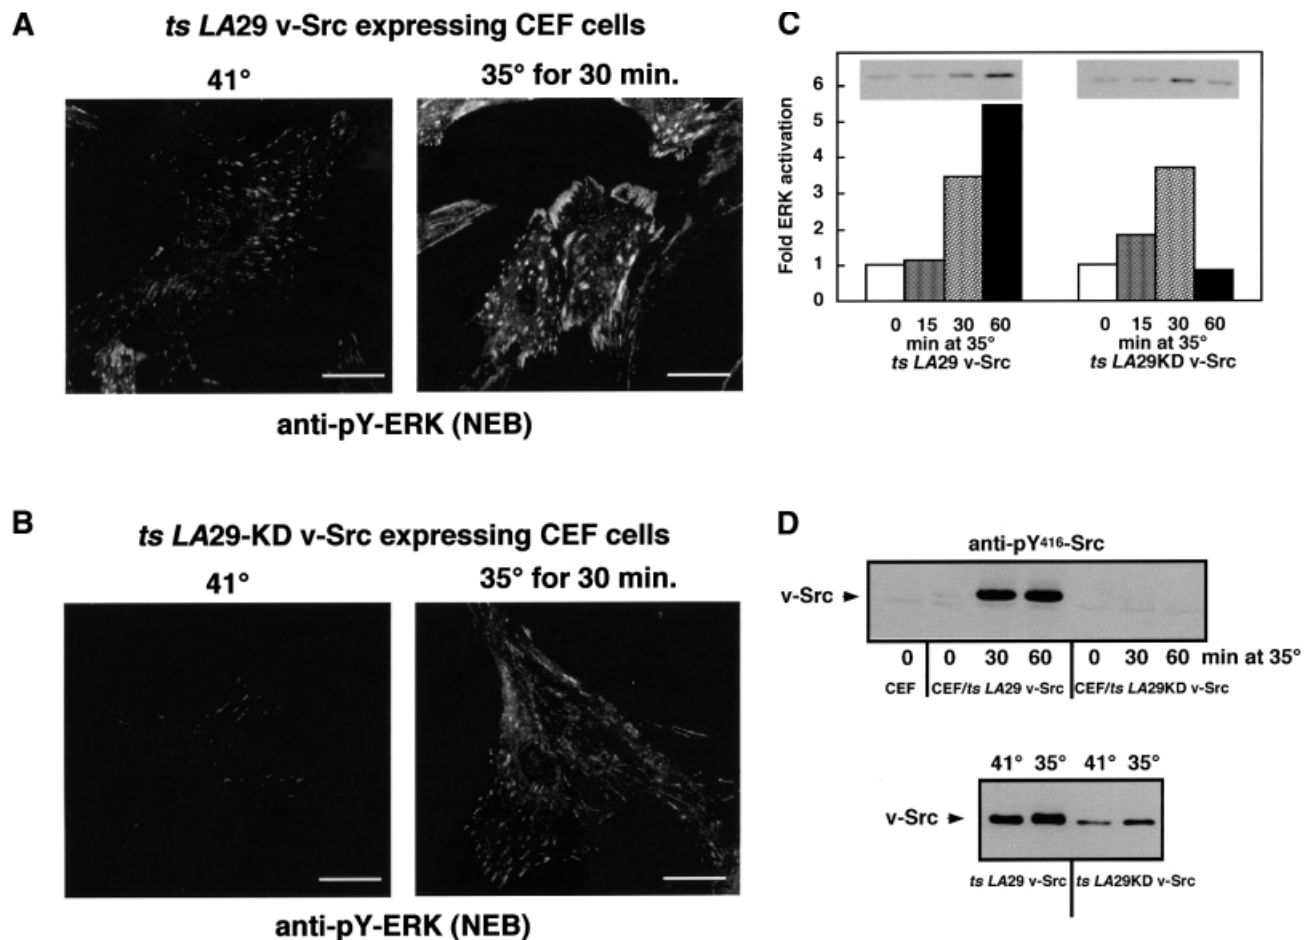 A
ts LA29 v-Src expressing CEF cells
41°
35° for 30 min.
anti-pY-ERK (NEB)
B
ts LA29-KD v-Src expressing CEF cells
41°
35° for 30 min.
anti-pY-ERK (NEB)
C
Fold ERK activation
6
5
4
3
2
1
0
0 15 30 60
min at 35°
ts LA29 v-Src
0 15 30 60
min at 35°
ts LA29KD v-Src
D
anti-pY416-Src
v-Src
0 0 30 60 0 30 60 min at 35°
CEF CEF/ts LA29 v-Src CEF/ts LA29KD v-Src
41° 35° 41° 35°
v-Src
ts LA29 v-Src ts LA29KD v-Src